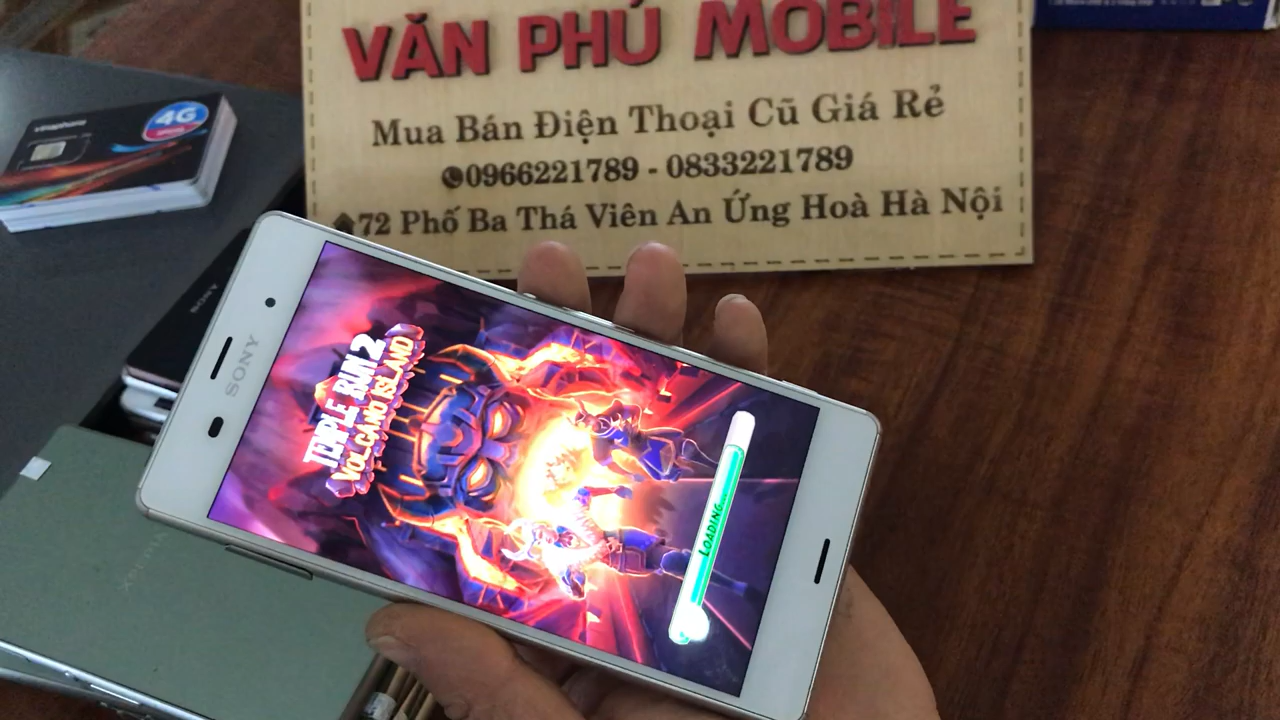 VĂN PHÚ MOBILE
Mua Bán Điện Thoại Cũ Giá Rẻ
0966221789 - 0833221789
72 Phố Ba Thá Viên An Ứng Hoà Hà Nội
vinaphone
4G
SONY
SONY
TEMPLE RUN 2
VOLCANO ISLAND
LOADING...